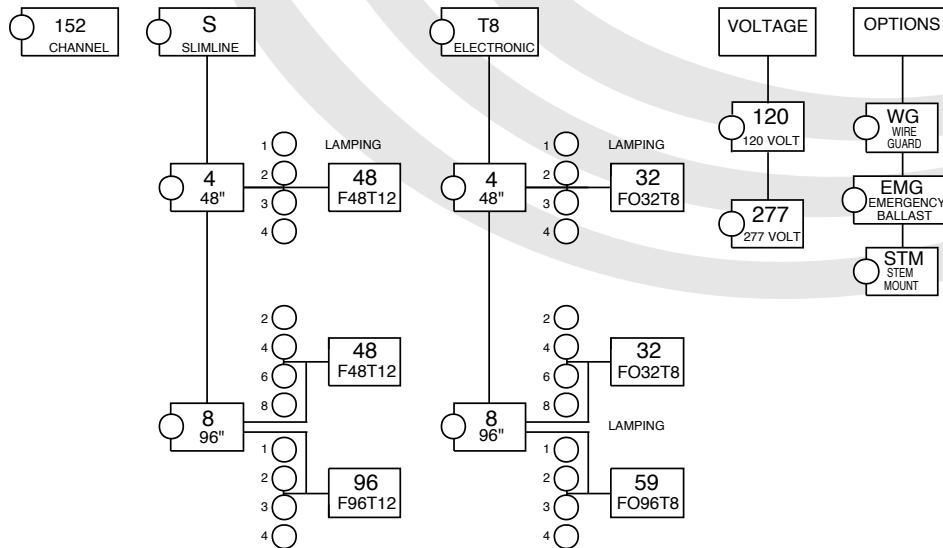 152
CHANNEL
S
SLIMLINE
T8
ELECTRONIC
VOLTAGE
OPTIONS
1
2
3
4
LAMPING
4
48"
48
F48T12
1
2
3
4
LAMPING
4
48"
32
FO32T8
120
120 VOLT
277
277 VOLT
WG
WIRE
GUARD
EMG
EMERGENCY
BALLAST
STM
STEM
MOUNT
2
4
6
8
48
F48T12
8
96"
1
2
3
4
96
F96T12
2
4
6
8
32
FO32T8
8
96"
LAMPING
1
2
3
4
59
FO96T8